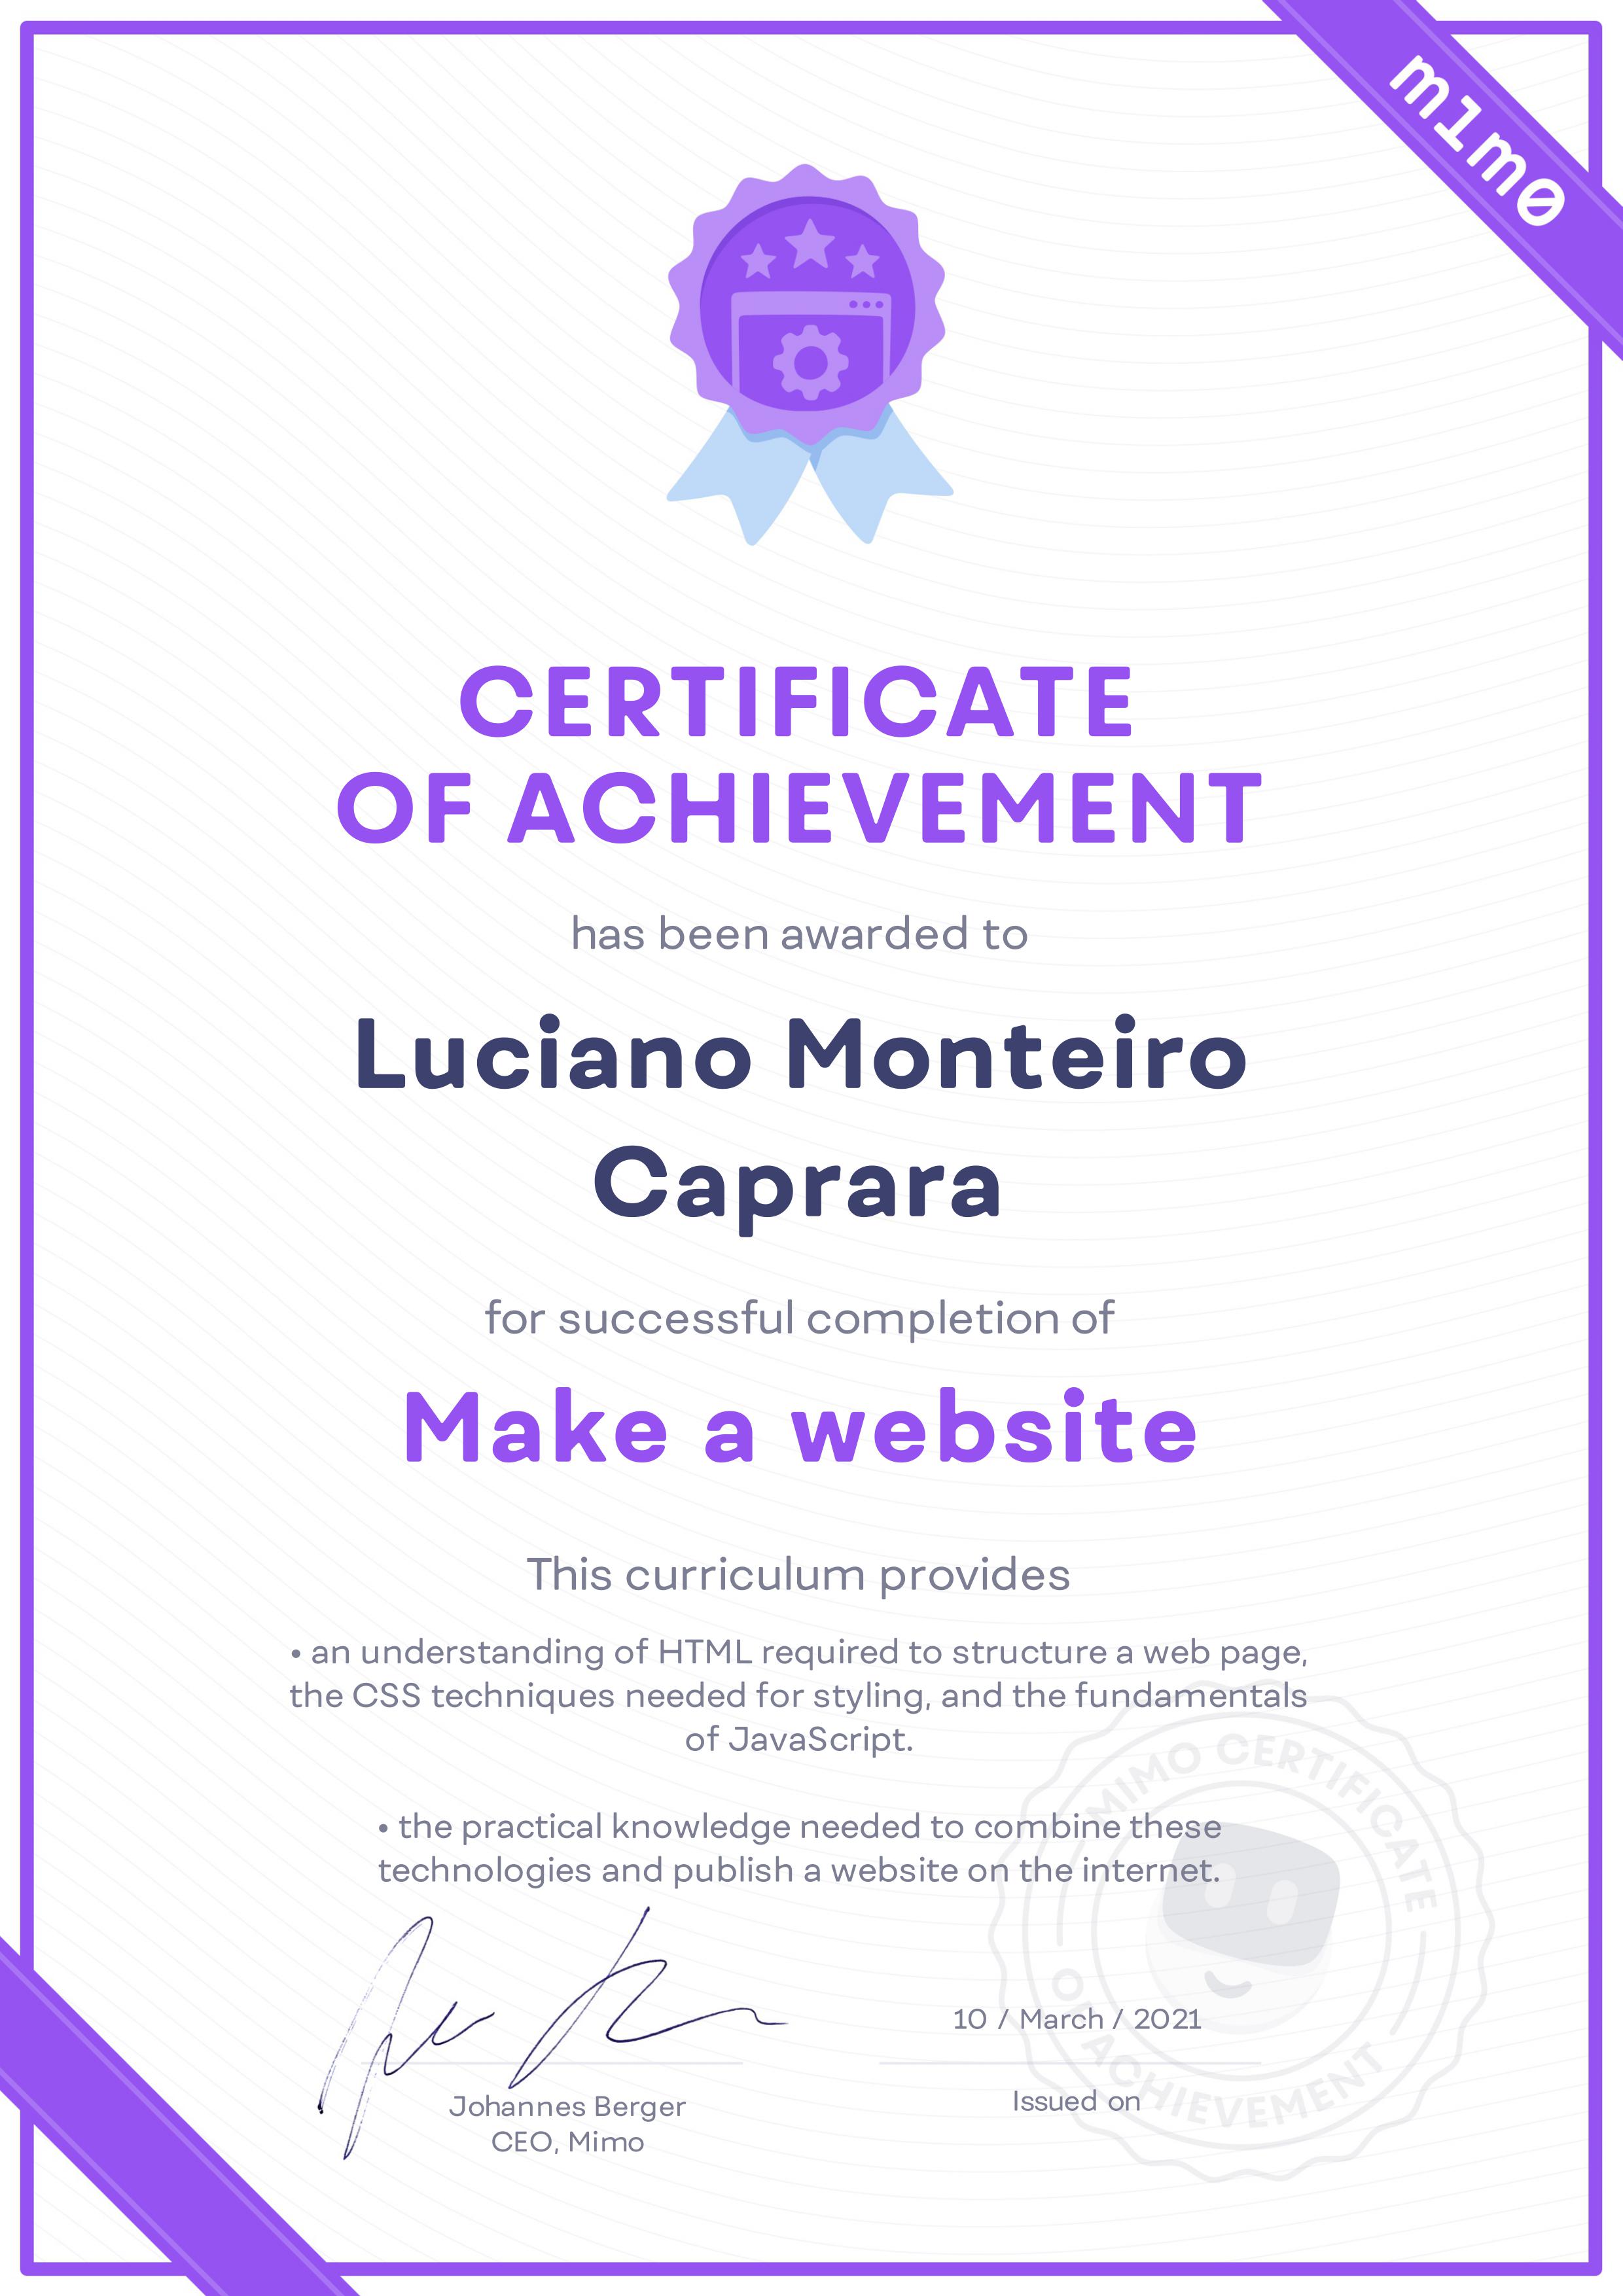 m1m0
CERTIFICATE
OF ACHIEVEMENT
has been awarded to
Luciano Monteiro
Caprara
for successful completion of
Make a website
This curriculum provides
• an understanding of HTML required to structure a web page,
the CSS techniques needed for styling, and the fundamentals
of JavaScript.
• the practical knowledge needed to combine these
technologies and publish a website on the internet.
MIMO CERTIFICATE
OF ACHIEVEMENT
10 / March / 2021
Johannes Berger
CEO, Mimo
Issued on